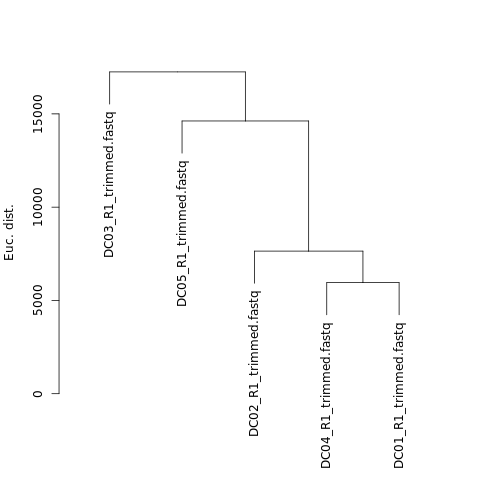 Euc. dist.
15000
10000
5000
0
DC03_R1_trimmed.fastq
DC05_R1_trimmed.fastq
DC02_R1_trimmed.fastq
DC04_R1_trimmed.fastq
DC01_R1_trimmed.fastq